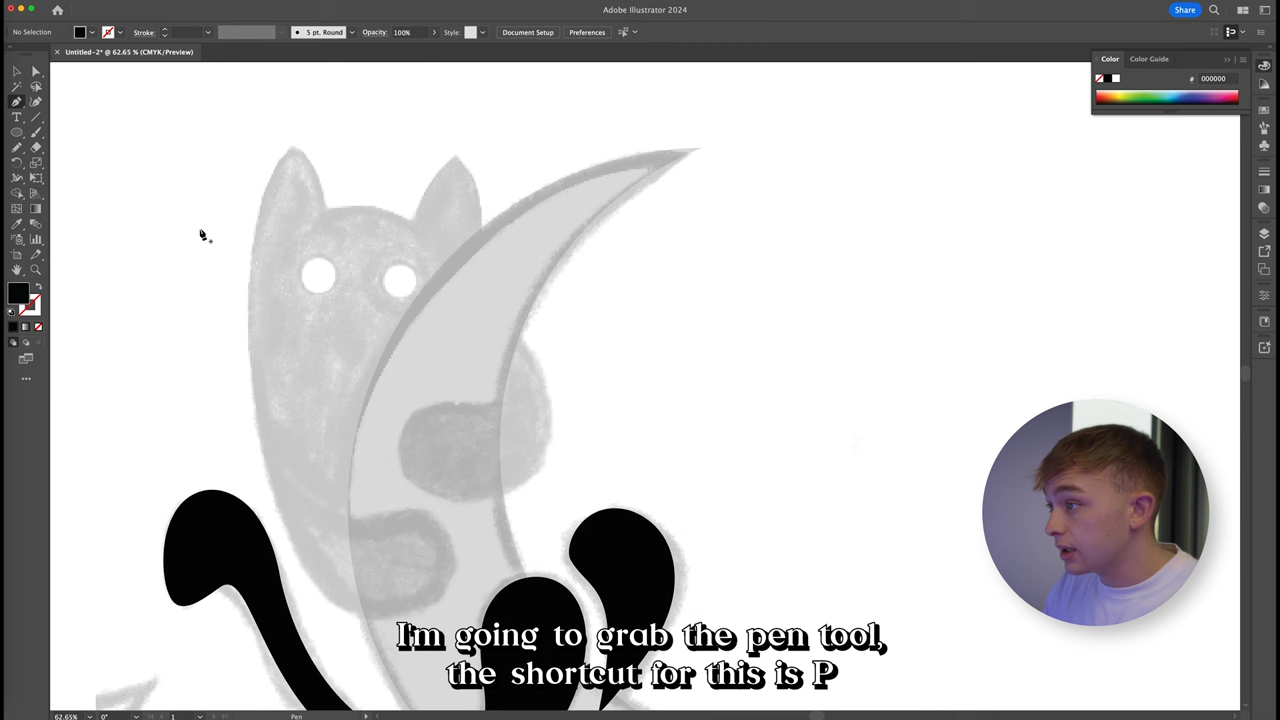 Adobe Illustrator 2024
Share
No Selection
Stroke:
5 pt. Round
Opacity:
100%
Style:
Document Setup
Preferences
Untitled-2* @ 62.65 % (CMYK/Preview)
Color
Color Guide
#
000000
I'm going to grab the pen tool,
the shortcut for this is P
62.65%
0°
1
Pen